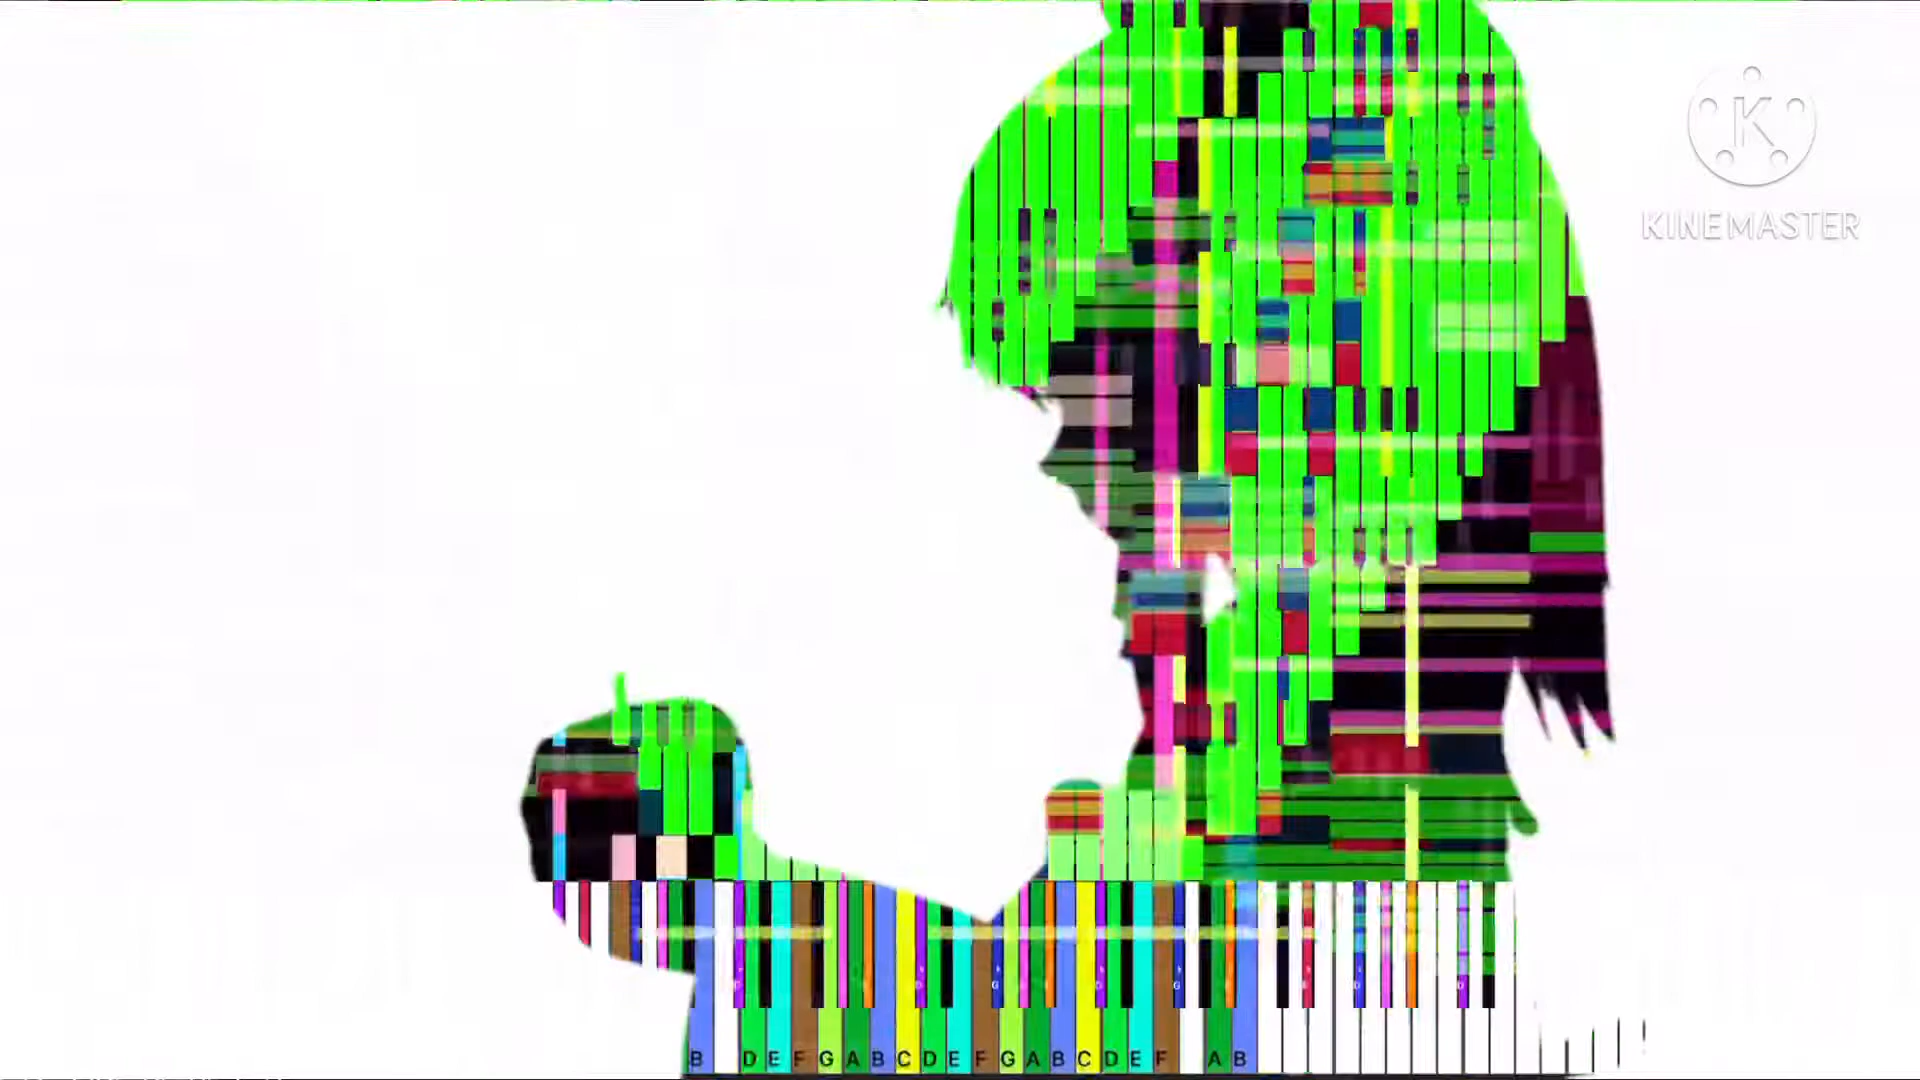 K
KINEMASTER
B D E F G A B C D E F G A B C D E F A B